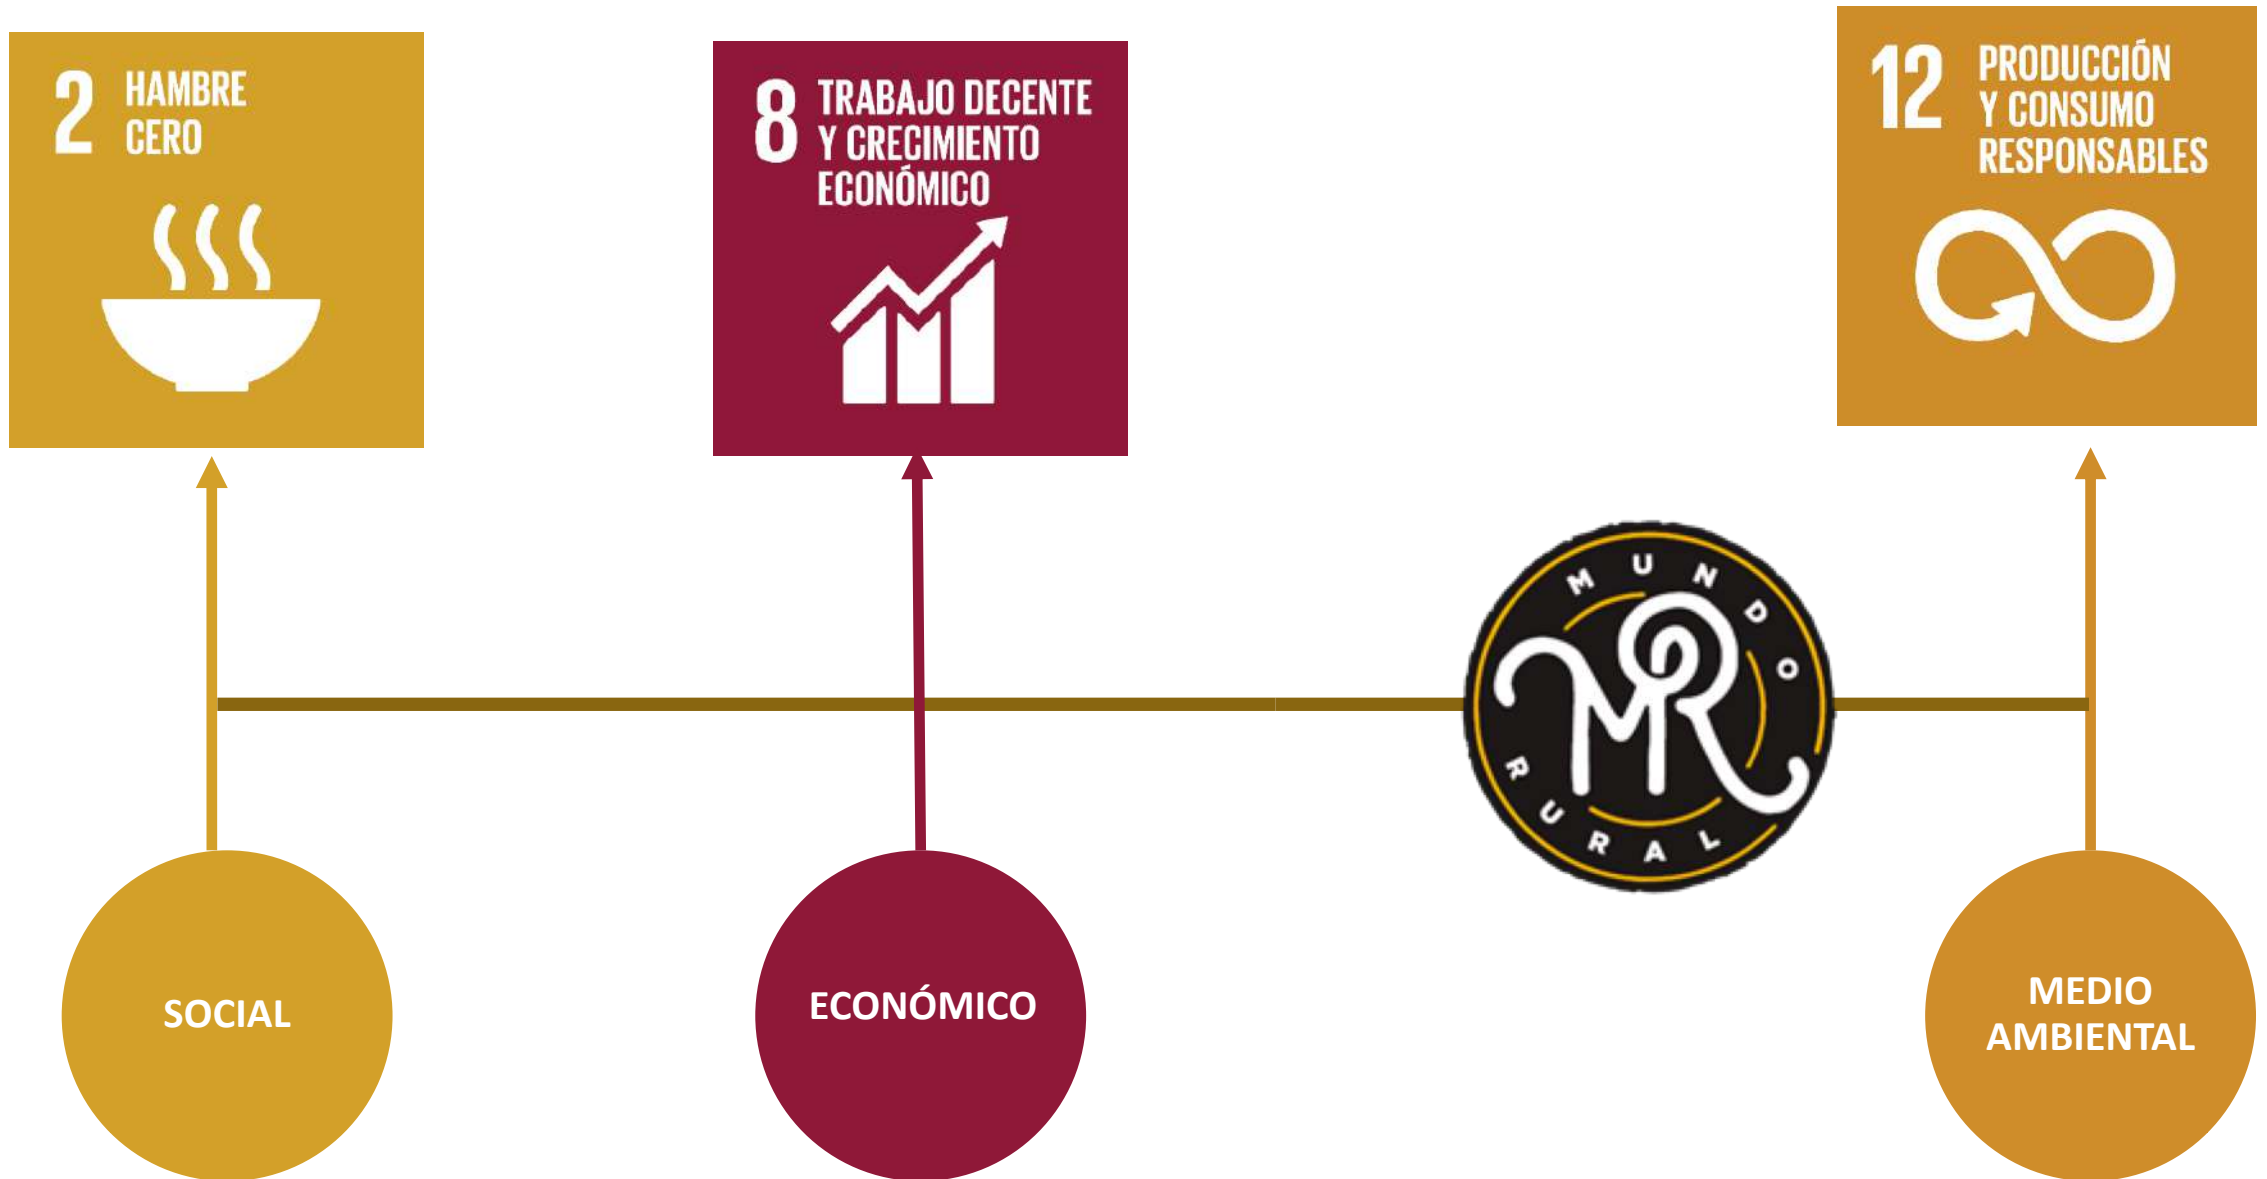 2 HAMBRE
CERO
8 TRABAJO DECENTE
Y CRECIMIENTO
ECONÓMICO
12 PRODUCCIÓN
Y CONSUMO
RESPONSABLES
MUNDO
MR
RURAL
SOCIAL
ECONÓMICO
MEDIO
AMBIENTAL